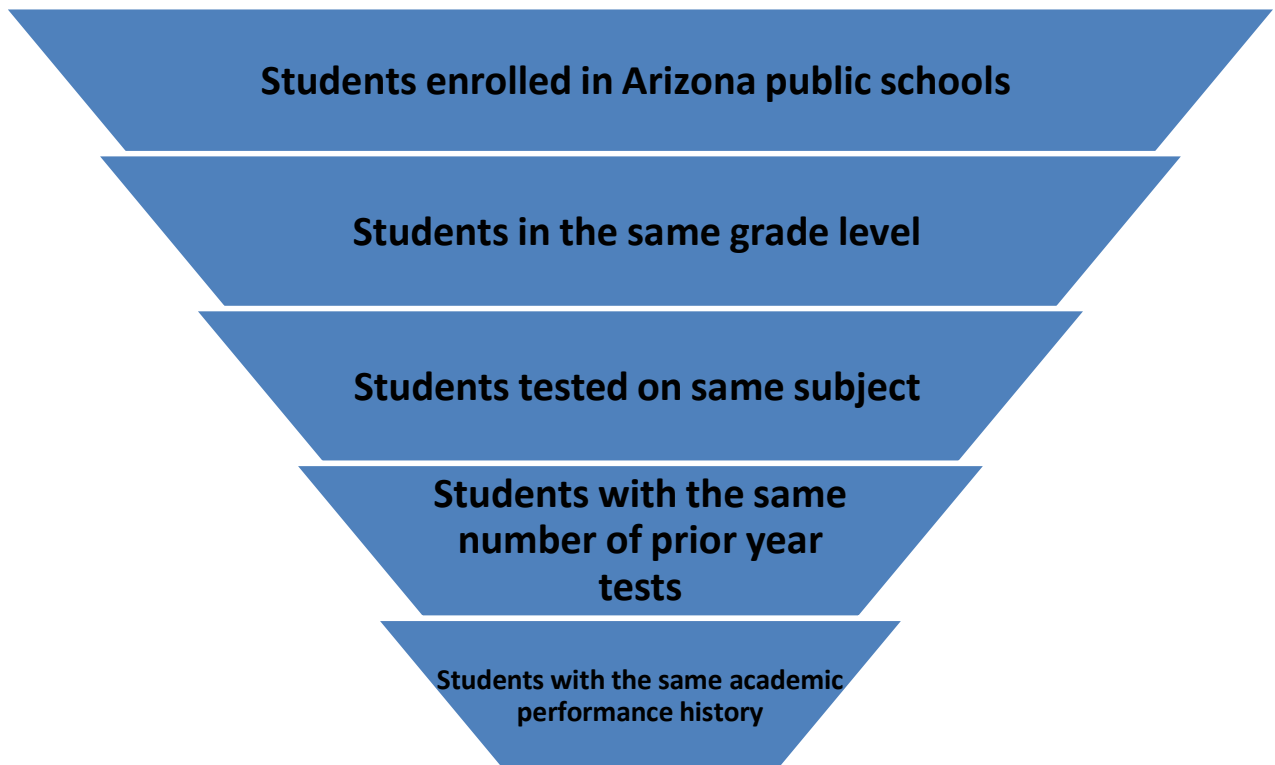 Students enrolled in Arizona public schools
Students in the same grade level
Students tested on same subject
Students with the same
number of prior year
tests
Students with the same academic
performance history